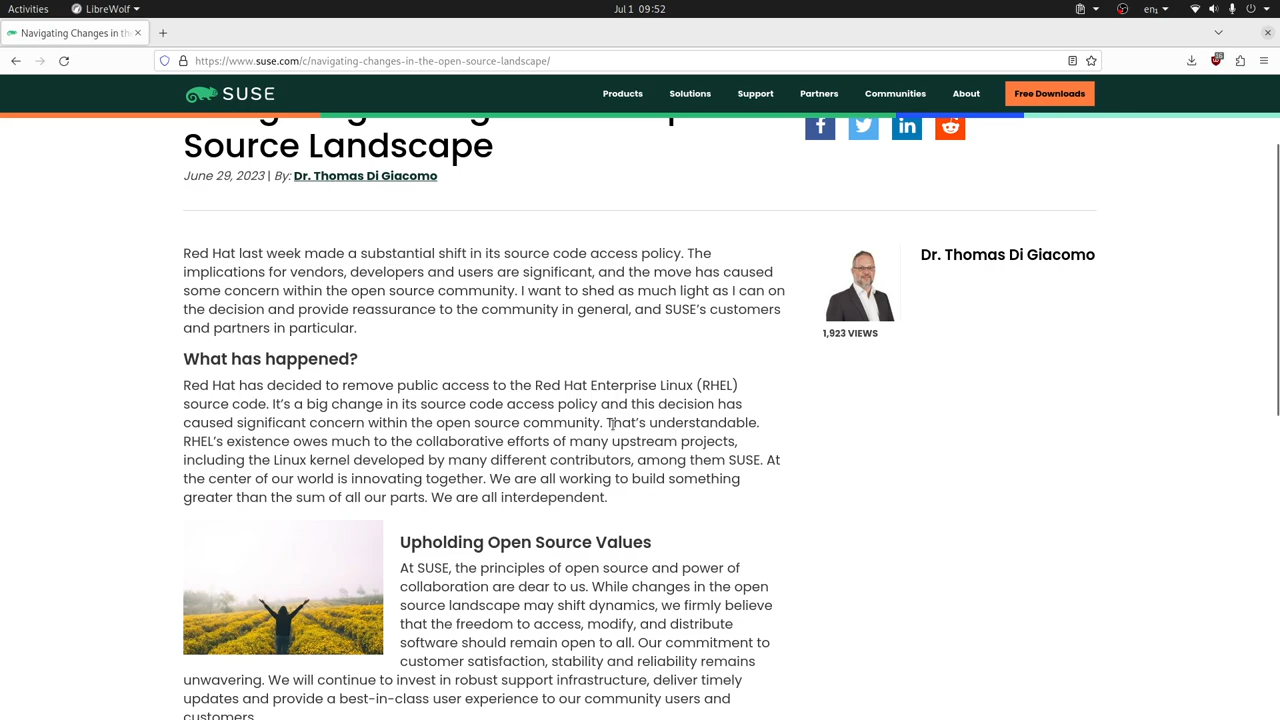 Activities
LibreWolf
Jul 1 09:52
en₁
Navigating Changes in th
https://www.suse.com/c/navigating-changes-in-the-open-source-landscape/
SUSE
Products
Solutions
Support
Partners
Communities
About
Free Downloads
Source Landscape
June 29, 2023 | By: Dr. Thomas Di Giacomo
Red Hat last week made a substantial shift in its source code access policy. The
implications for vendors, developers and users are significant, and the move has caused
some concern within the open source community. I want to shed as much light as I can on
the decision and provide reassurance to the community in general, and SUSE’s customers
and partners in particular.
Dr. Thomas Di Giacomo
1,923 VIEWS
What has happened?
Red Hat has decided to remove public access to the Red Hat Enterprise Linux (RHEL)
source code. It’s a big change in its source code access policy and this decision has
caused significant concern within the open source community. That’s understandable.
RHEL’s existence owes much to the collaborative efforts of many upstream projects,
including the Linux kernel developed by many different contributors, among them SUSE. At
the center of our world is innovating together. We are all working to build something
greater than the sum of all our parts. We are all interdependent.
Upholding Open Source Values
At SUSE, the principles of open source and power of
collaboration are dear to us. While changes in the open
source landscape may shift dynamics, we firmly believe
that the freedom to access, modify, and distribute
software should remain open to all. Our commitment to
customer satisfaction, stability and reliability remains
unwavering. We will continue to invest in robust support infrastructure, deliver timely
updates and provide a best-in-class user experience to our community users and
customers.